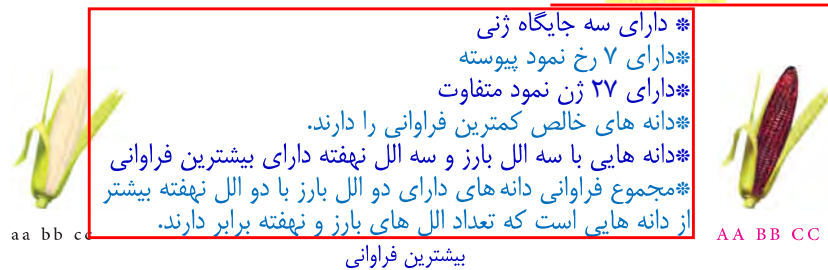 * دارای سه جایگاه ژنی
*دارای ۷ رخ نمود پیوسته
*دارای ۲۷ ژن نمود متفاوت
*دانه های خالص کمترین فراوانی را دارند.
*دانه هایی با سه الل بارز و سه الل نهفته دارای بیشترین فراوانی
*مجموع فراوانی دانه های دارای دو الل بارز با دو الل نهفته بیشتر
از دانه هایی است که تعداد الل های بارز و نهفته برابر دارند.
aa bb cc
AA BB CC
بیشترین فراوانی